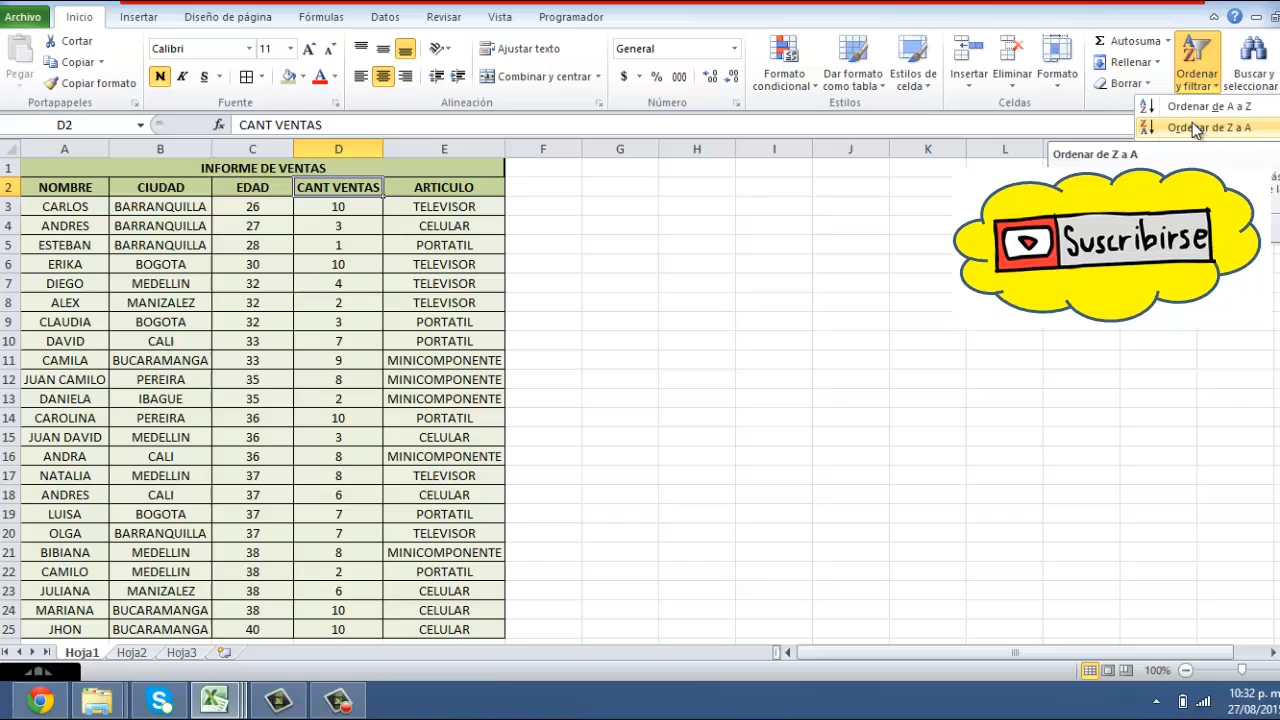 Archivo Inicio Insertar Diseño de página Fórmulas Datos Revisar Vista Programador
Cortar
Copiar
Copiar formato
Pegar
Portapapeles
Calibri 11
N K S
Fuente
Ajustar texto
Combinar y centrar
Alineación
General
$ % 000
Número
Formato condicional
Dar formato como tabla
Estilos de celda
Estilos
Insertar Eliminar Formato
Celdas
Autosuma
Rellenar
Borrar
Ordenar y filtrar
Buscar y seleccionar
Ordenar de A a Z
Ordenar de Z a A
Ordenar de Z a A
D2 fx CANT VENTAS
A B C D E F G H I J K L
1 INFORME DE VENTAS
2 NOMBRE CIUDAD EDAD CANT VENTAS ARTICULO
3 CARLOS BARRANQUILLA 26 10 TELEVISOR
4 ANDRES BARRANQUILLA 27 3 CELULAR
5 ESTEBAN BARRANQUILLA 28 1 PORTATIL
6 ERIKA BOGOTA 30 10 TELEVISOR
7 DIEGO MEDELLIN 32 4 TELEVISOR
8 ALEX MANIZALEZ 32 2 TELEVISOR
9 CLAUDIA BOGOTA 32 3 PORTATIL
10 DAVID CALI 33 7 PORTATIL
11 CAMILA BUCARAMANGA 33 9 MINICOMPONENTE
12 JUAN CAMILO PEREIRA 35 8 MINICOMPONENTE
13 DANIELA IBAGUE 35 2 MINICOMPONENTE
14 CAROLINA PEREIRA 36 10 PORTATIL
15 JUAN DAVID MEDELLIN 36 3 CELULAR
16 ANDRA CALI 36 8 MINICOMPONENTE
17 NATALIA MEDELLIN 37 8 TELEVISOR
18 ANDRES CALI 37 6 CELULAR
19 LUISA BOGOTA 37 7 PORTATIL
20 OLGA BARRANQUILLA 37 7 TELEVISOR
21 BIBIANA MEDELLIN 38 8 MINICOMPONENTE
22 CAMILO MEDELLIN 38 2 PORTATIL
23 JULIANA MANIZALEZ 38 6 CELULAR
24 MARIANA BUCARAMANGA 38 10 CELULAR
25 JHON BUCARAMANGA 40 10 CELULAR
Suscribirse
Hoja1 Hoja2 Hoja3
100%
10:32 p. m
27/08/201